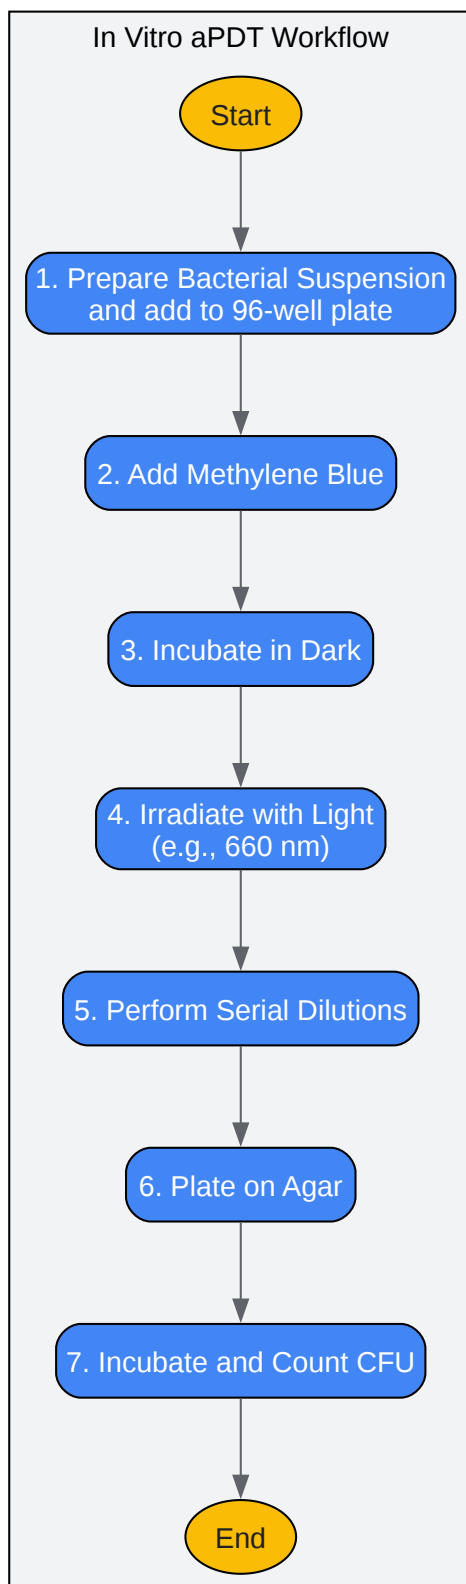 In Vitro aPDT Workflow
Start
1. Prepare Bacterial Suspension
and add to 96-well plate
2. Add Methylene Blue
3. Incubate in Dark
4. Irradiate with Light
(e.g., 660 nm)
5. Perform Serial Dilutions
6. Plate on Agar
7. Incubate and Count CFU
End